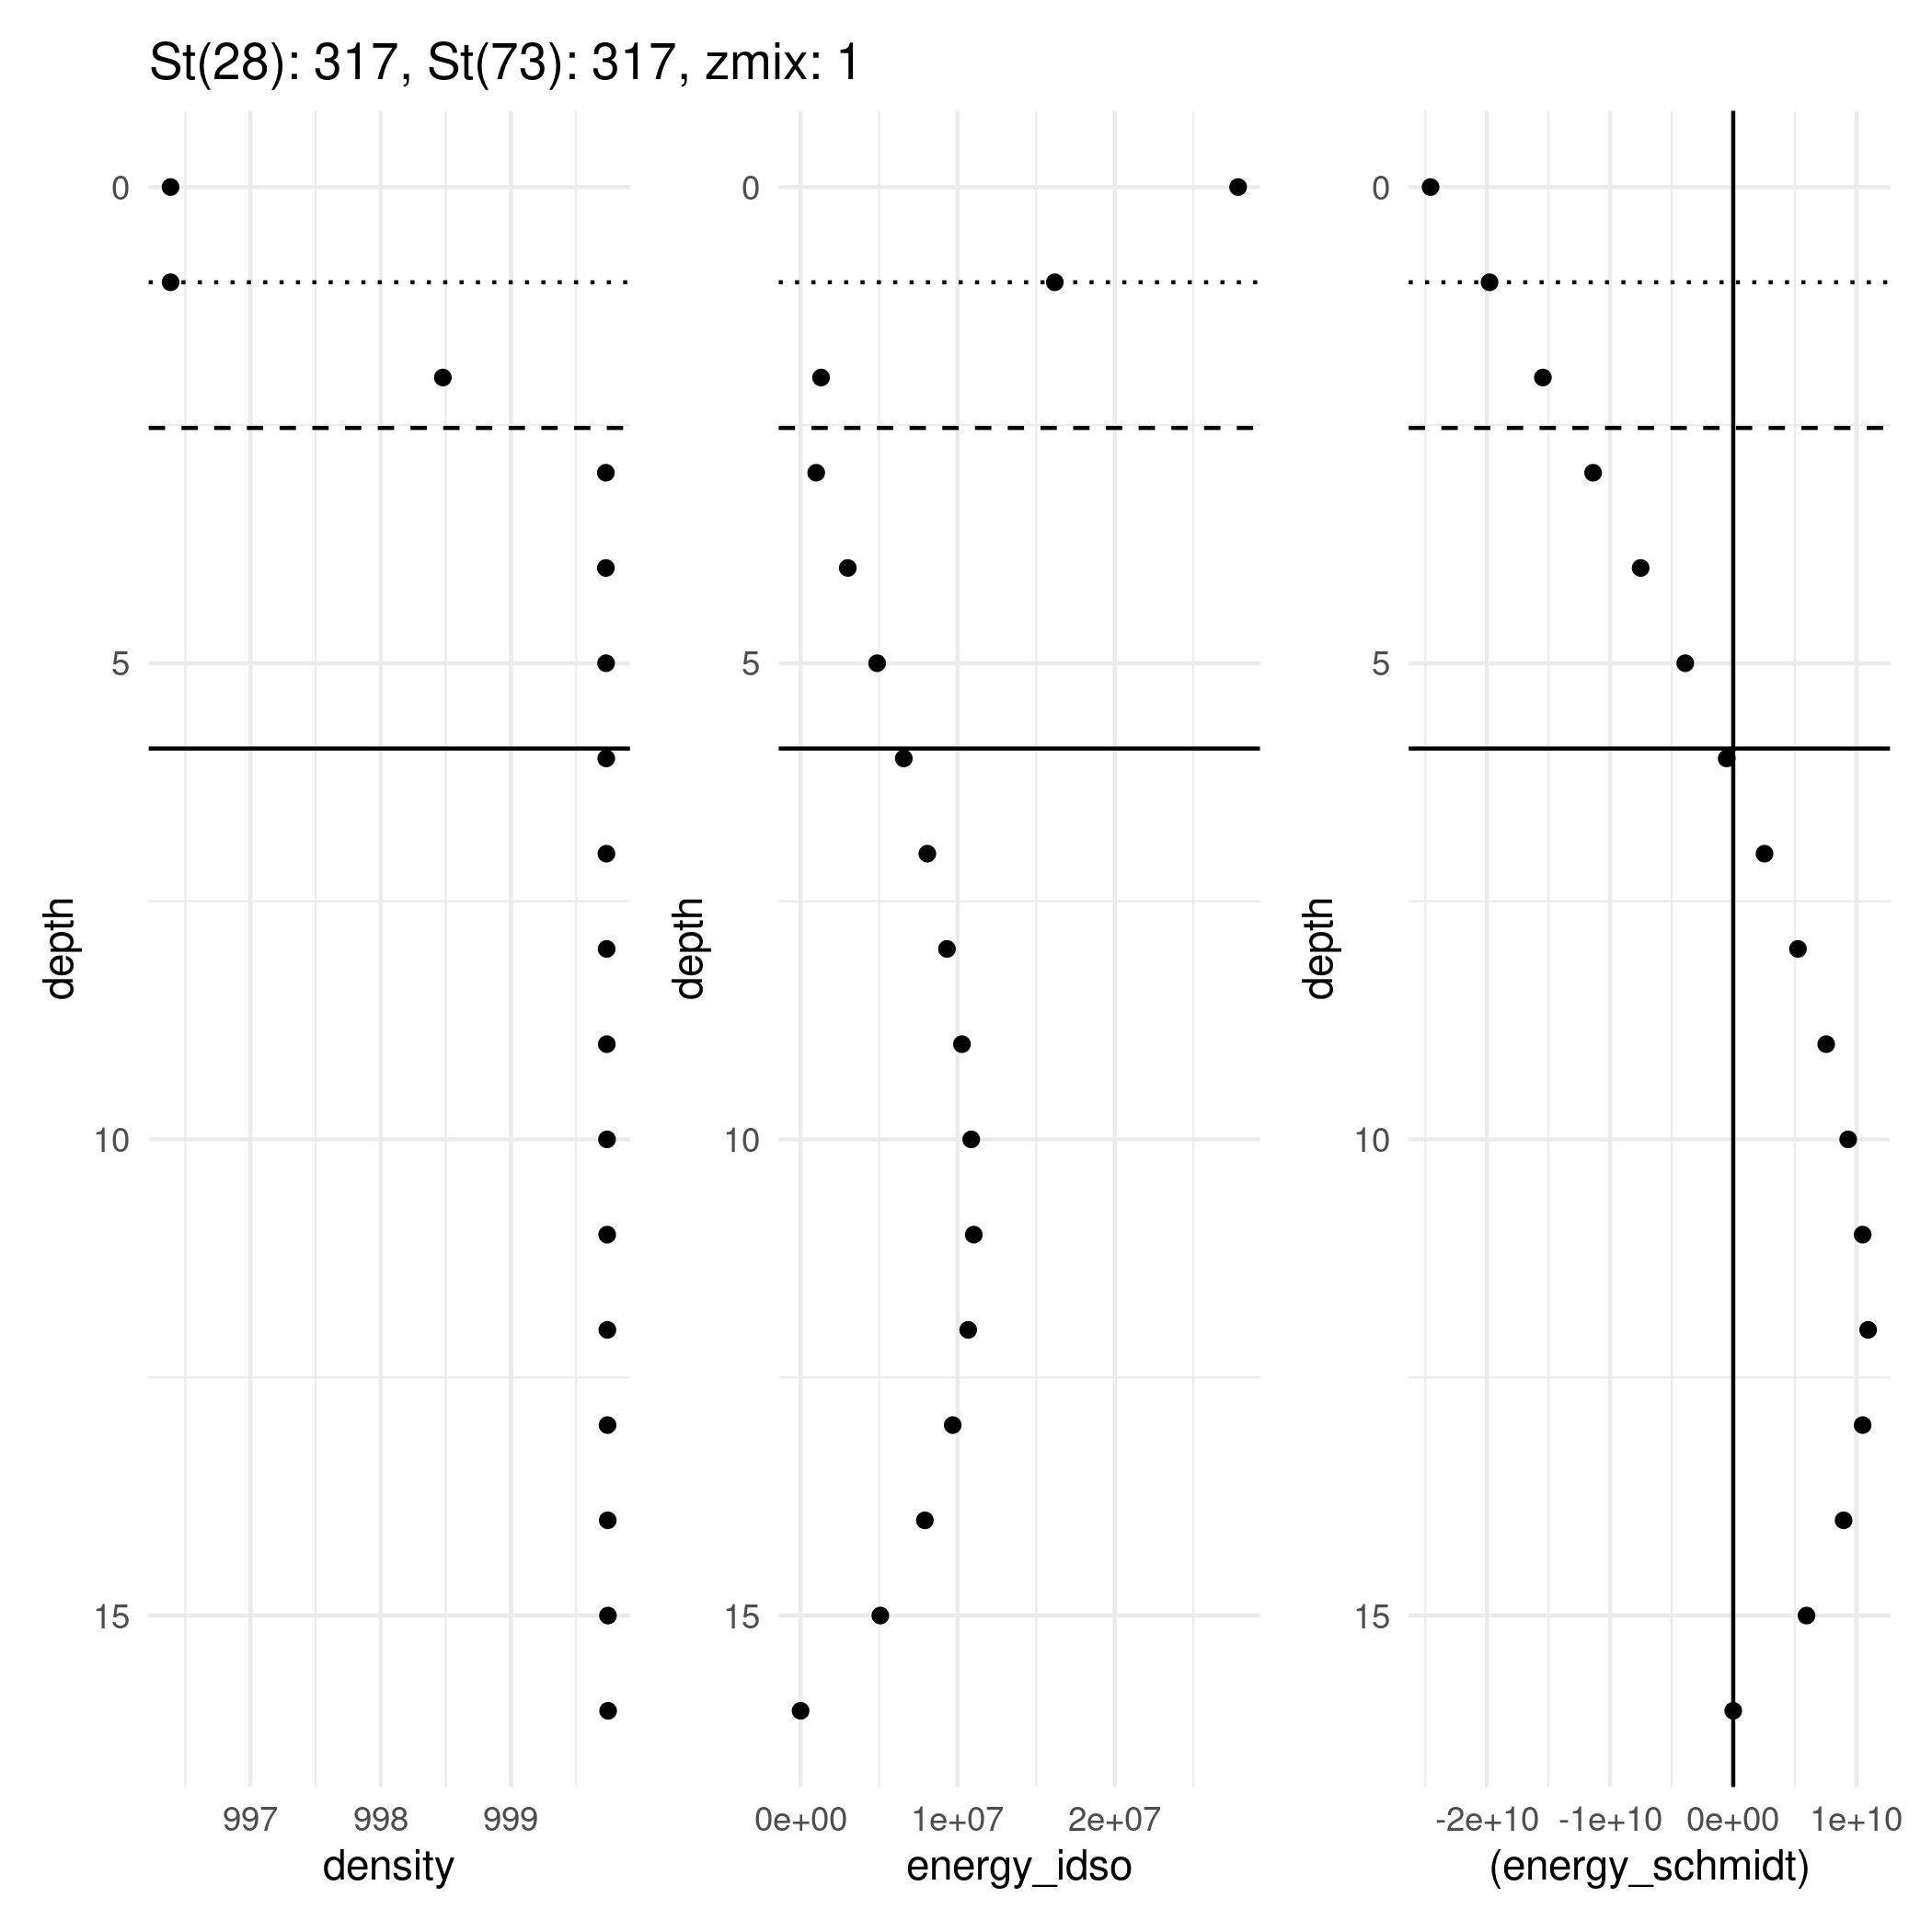 St(28): 317, St(73): 317, zmix: 1
depth
0
5
10
15
997
998
999
density
depth
0
5
10
15
0e+00
1e+07
2e+07
energy_idso
depth
0
5
10
15
-2e+10
-1e+10
0e+00
1e+10
(energy_schmidt)